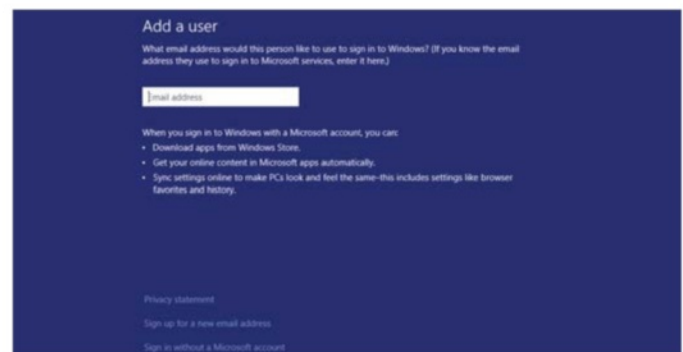 Add a user
What email address would this person like to use to sign in to Windows? (If you know the email
address they use to sign in to Microsoft services, enter it here.)
Email address
When you sign in to Windows with a Microsoft account, you can:
• Download apps from Windows Store.
• Get your online content in Microsoft apps automatically.
• Sync settings online to make PCs look and feel the same–this includes settings like browser
favorites and history.
Privacy statement
Sign up for a new email address
Sign in without a Microsoft account